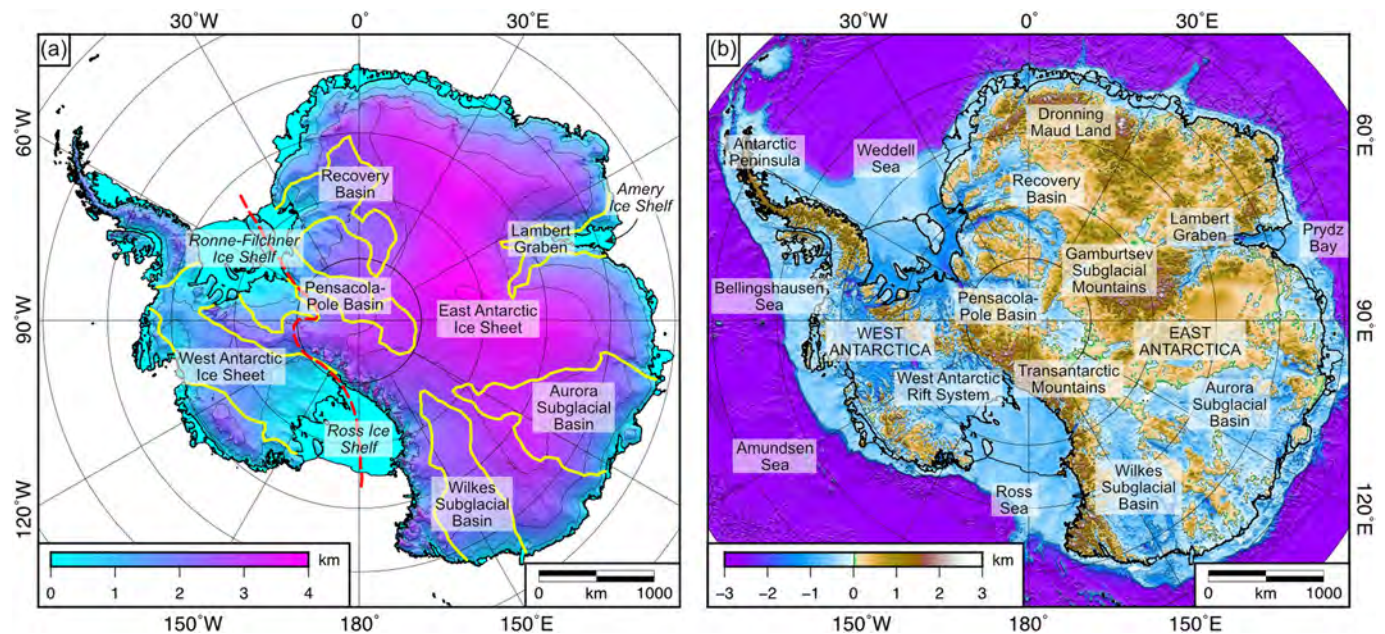 30˚W
0˚
30˚E
(a)
60˚W
60˚E
Recovery
Basin
Amery
Ice Shelf
Lambert
Graben
Ronne-Filchner
Ice Shelf
Pensacola-
Pole Basin
East Antarctic
Ice Sheet
90˚W
West Antarctic
Ice Sheet
Aurora
Subglacial
Basin
Ross Ice
Shelf
Wilkes
Subglacial
Basin
120˚W
km
0 1 2 3 4
0 1000
km
150˚W
180˚
150˚E
30˚W
0˚
30˚E
(b)
60˚E
Dronning
Maud Land
Antarctic
Peninsula
Weddell
Sea
Recovery
Basin
Lambert
Graben
Prydz
Bay
Gamburtsev
Subglacial
Mountains
Bellingshausen
Sea
Pensacola-
Pole Basin
90˚E
WEST
ANTARCTICA
EAST
ANTARCTICA
Transantarctic
Mountains
West Antarctic
Rift System
Aurora
Subglacial
Basin
Amundsen
Sea
Wilkes
Subglacial
Basin
Ross
Sea
120˚E
km
−3 −2 −1 0 1 2 3
0 1000
km
150˚W
180˚
150˚E